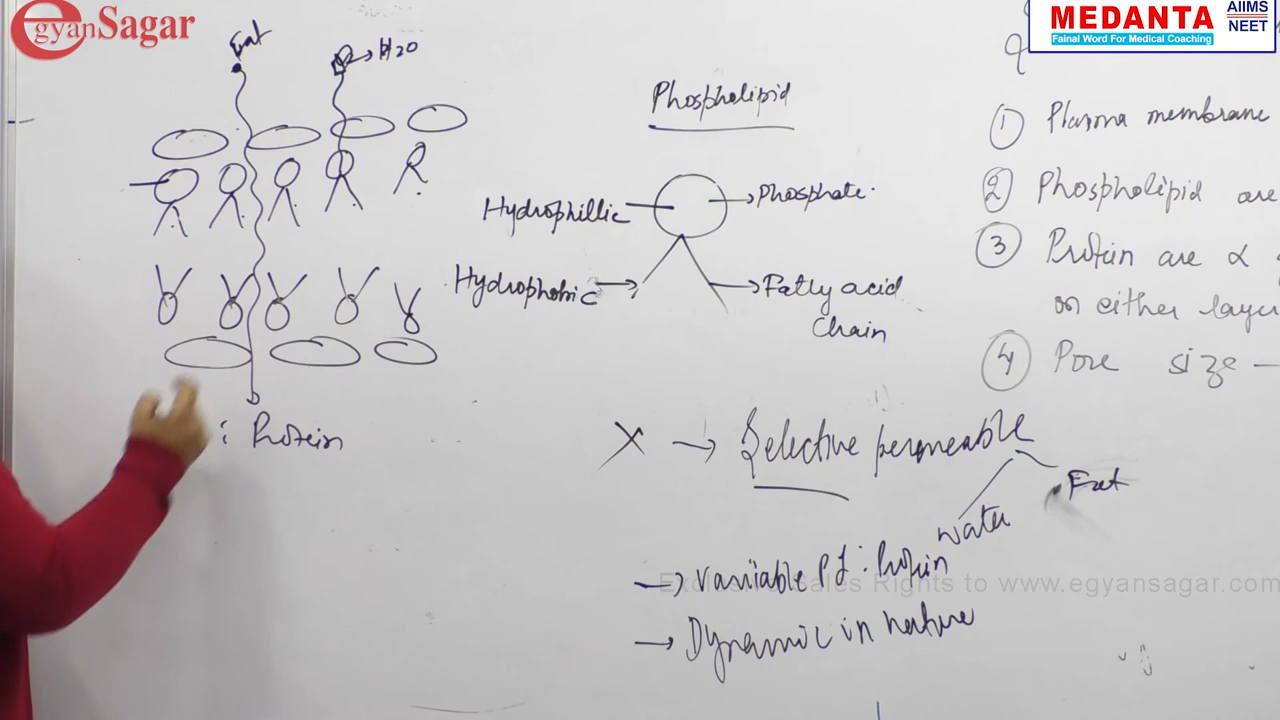 egyanSagar
MEDANTA
Fainal Word For Medical Coaching
AIIMS
NEET
Fat
H2O
: Protein
Phospholipid
Hydrophillic
Phosphate
Hydrophobic
Fatty acid
Chain
① Plasma membrane
② Phospholipid are
③ Protein are α
on either layer
④ Pore size —
X → Selective permeable
water
Fat
→ Variable PL : Protein
→ Dynamic in nature
Exclusive Sales Rights to www.egyansagar.com